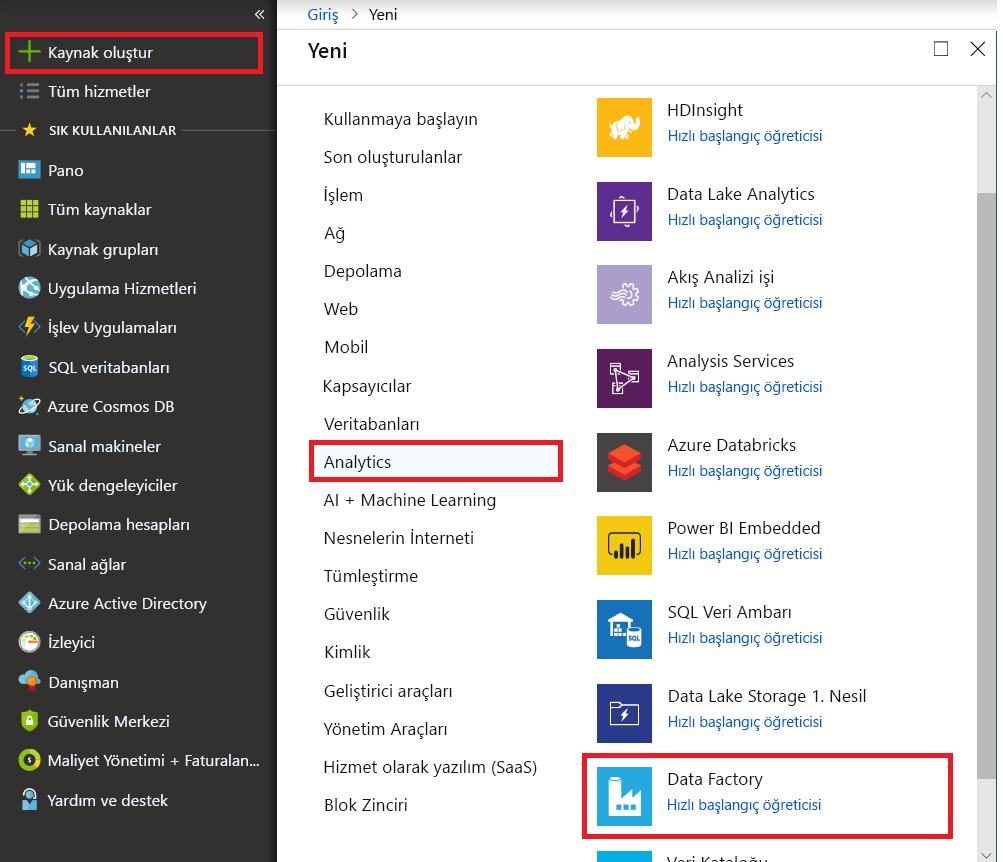 «
Kaynak oluştur
Tüm hizmetler
SIK KULLANILANLAR
Pano
Tüm kaynaklar
Kaynak grupları
Uygulama Hizmetleri
İşlev Uygulamaları
SQL veritabanları
Azure Cosmos DB
Sanal makineler
Yük dengeleyiciler
Depolama hesapları
Sanal ağlar
Azure Active Directory
İzleyici
Danışman
Güvenlik Merkezi
Maliyet Yönetimi + Faturalan...
Yardım ve destek
Giriş > Yeni
Yeni
Kullanmaya başlayın
Son oluşturulanlar
İşlem
Ağ
Depolama
Web
Mobil
Kapsayıcılar
Veritabanları
Analytics
AI + Machine Learning
Nesnelerin İnterneti
Tümleştirme
Güvenlik
Kimlik
Geliştirici araçları
Yönetim Araçları
Hizmet olarak yazılım (SaaS)
Blok Zinciri
HDInsight
Hızlı başlangıç öğreticisi
Data Lake Analytics
Hızlı başlangıç öğreticisi
Akış Analizi işi
Hızlı başlangıç öğreticisi
Analysis Services
Hızlı başlangıç öğreticisi
Azure Databricks
Hızlı başlangıç öğreticisi
Power BI Embedded
Hızlı başlangıç öğreticisi
SQL Veri Ambarı
Hızlı başlangıç öğreticisi
Data Lake Storage 1. Nesil
Hızlı başlangıç öğreticisi
Data Factory
Hızlı başlangıç öğreticisi
Veri Kataloğu